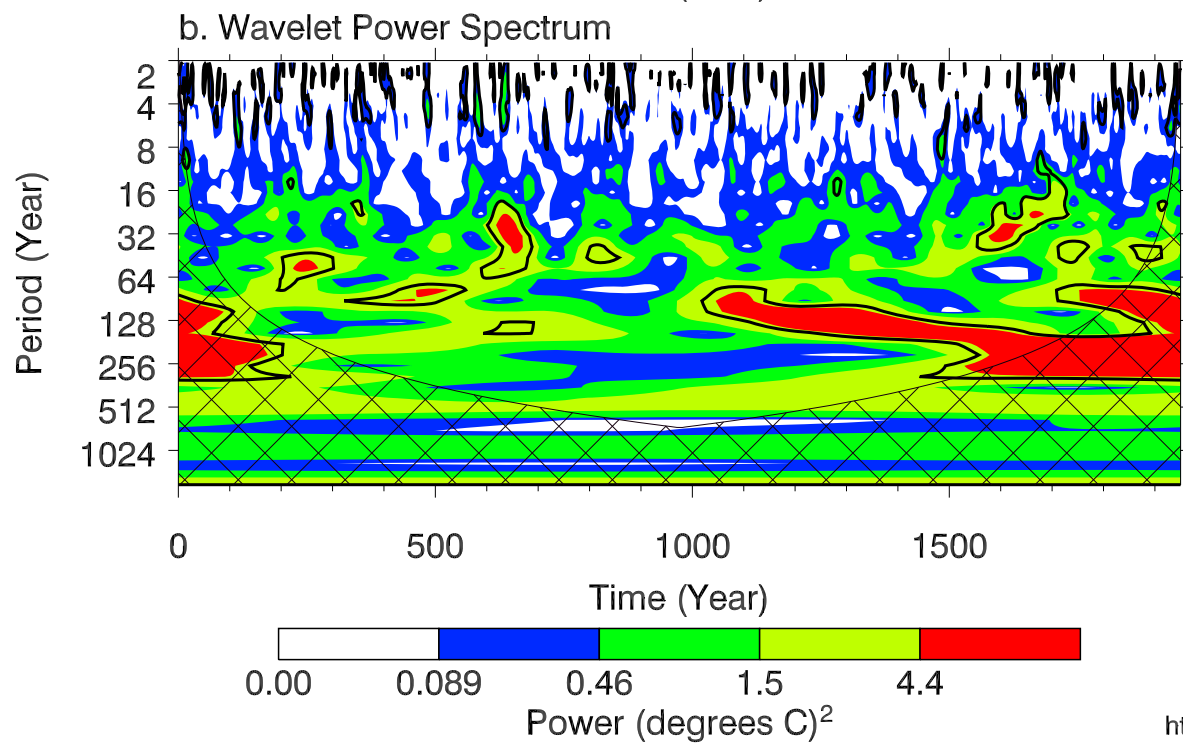 b. Wavelet Power Spectrum
2
4
8
16
32
64
128
256
512
1024
Period (Year)
0 500 1000 1500
Time (Year)
0.00 0.089 0.46 1.5 4.4
Power (degrees C)2